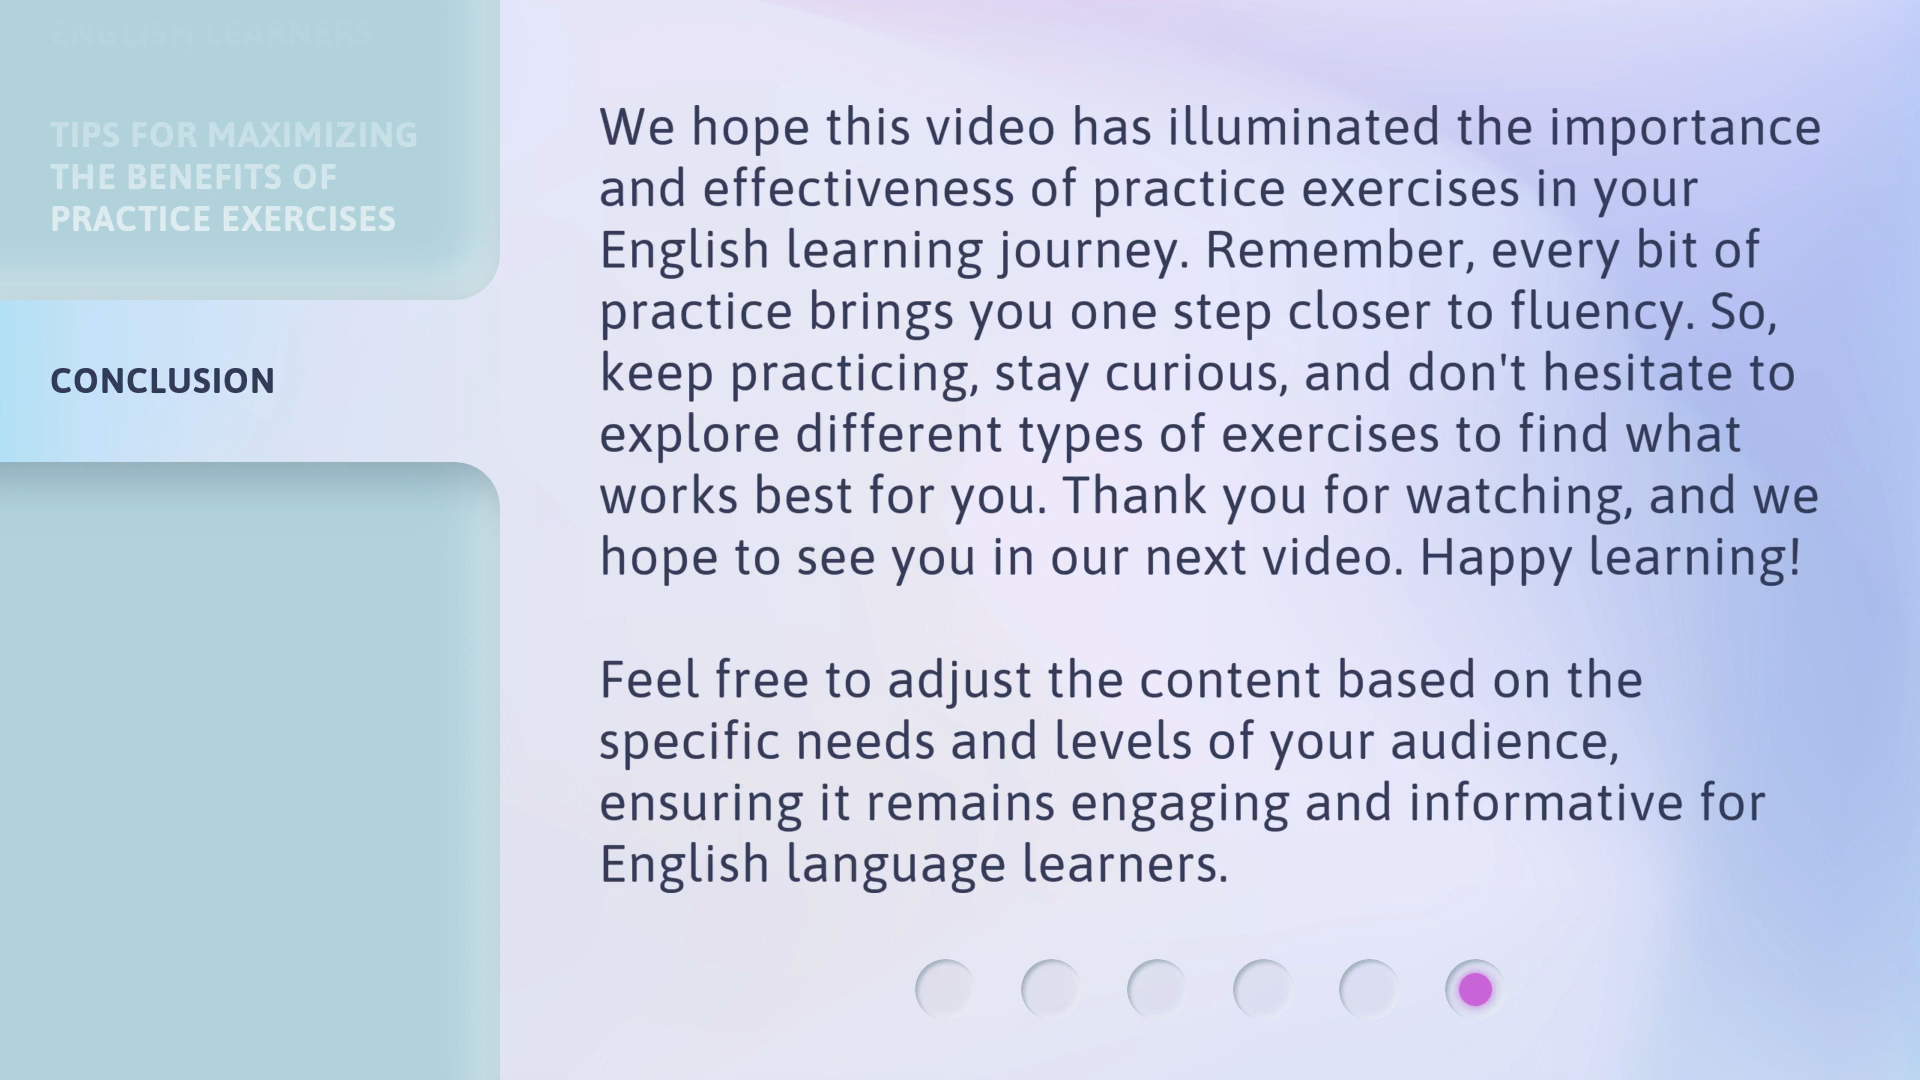 ENGLISH LEARNERS
TIPS FOR MAXIMIZING
THE BENEFITS OF
PRACTICE EXERCISES
CONCLUSION
We hope this video has illuminated the importance
and effectiveness of practice exercises in your
English learning journey. Remember, every bit of
practice brings you one step closer to fluency. So,
keep practicing, stay curious, and don't hesitate to
explore different types of exercises to find what
works best for you. Thank you for watching, and we
hope to see you in our next video. Happy learning!
Feel free to adjust the content based on the
specific needs and levels of your audience,
ensuring it remains engaging and informative for
English language learners.